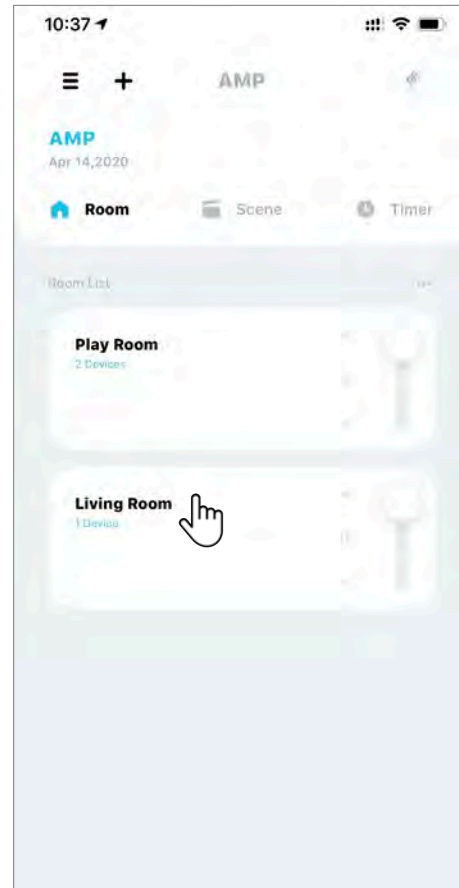 10:37
AMP
AMP
Apr 14,2020
Room Scene Timer
Room List
Play Room
2 Devices
Living Room
1 Device